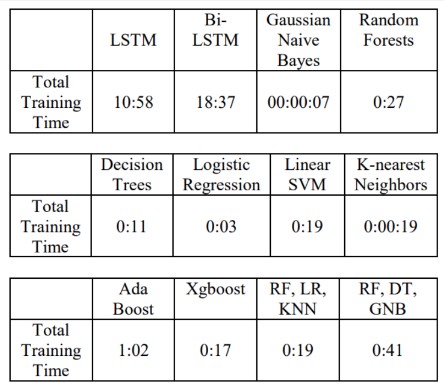 LSTM Bi-LSTM Gaussian Naive Bayes Random Forests
Total Training Time 10:58 18:37 00:00:07 0:27
Decision Trees Logistic Regression Linear SVM K-nearest Neighbors
Total Training Time 0:11 0:03 0:19 0:00:19
Ada Boost Xgboost RF, LR, KNN RF, DT, GNB
Total Training Time 1:02 0:17 0:19 0:41